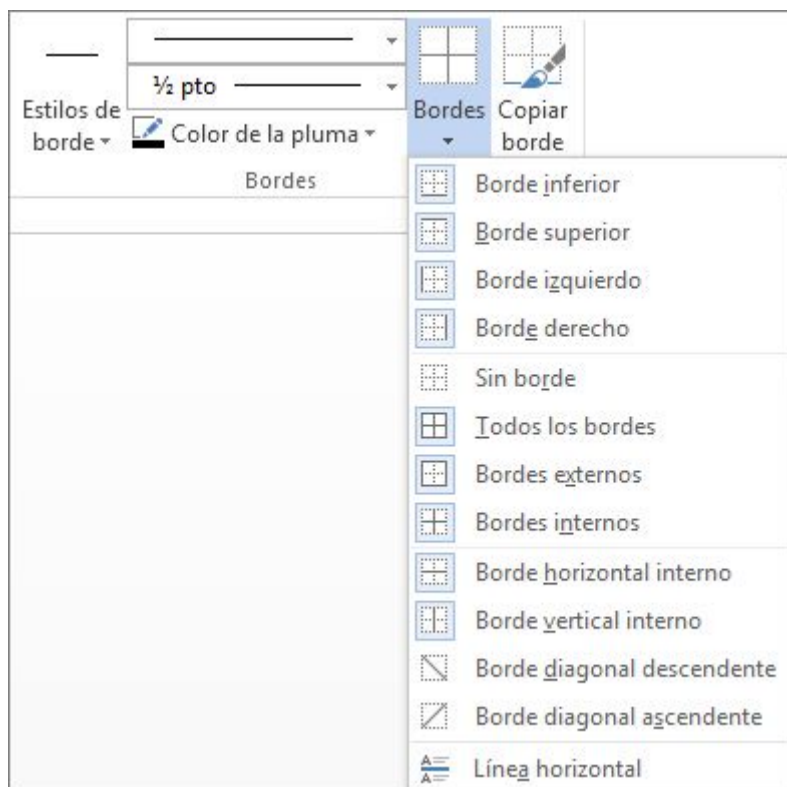 ½ pto
Estilos de
borde
Color de la pluma
Bordes
Bordes
Copiar
borde
Borde inferior
Borde superior
Borde izquierdo
Borde derecho
Sin borde
Todos los bordes
Bordes externos
Bordes internos
Borde horizontal interno
Borde vertical interno
Borde diagonal descendente
Borde diagonal ascendente
Línea horizontal